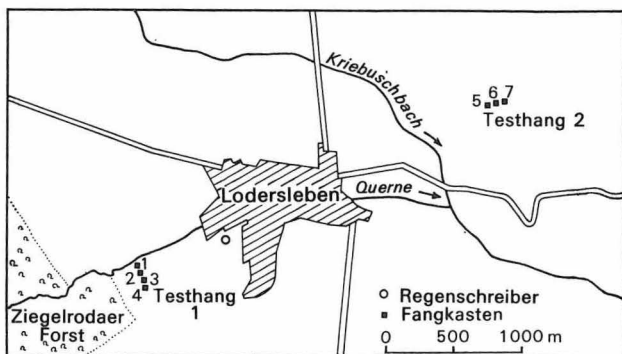 Kriebuschbach
5 6 7
Testhang 2
Lodersleben
Querne
1
2 3
4
Testhang
1
Ziegelrodaer
Forst
Regenschreiber
Fangkasten
0 500 1000 m